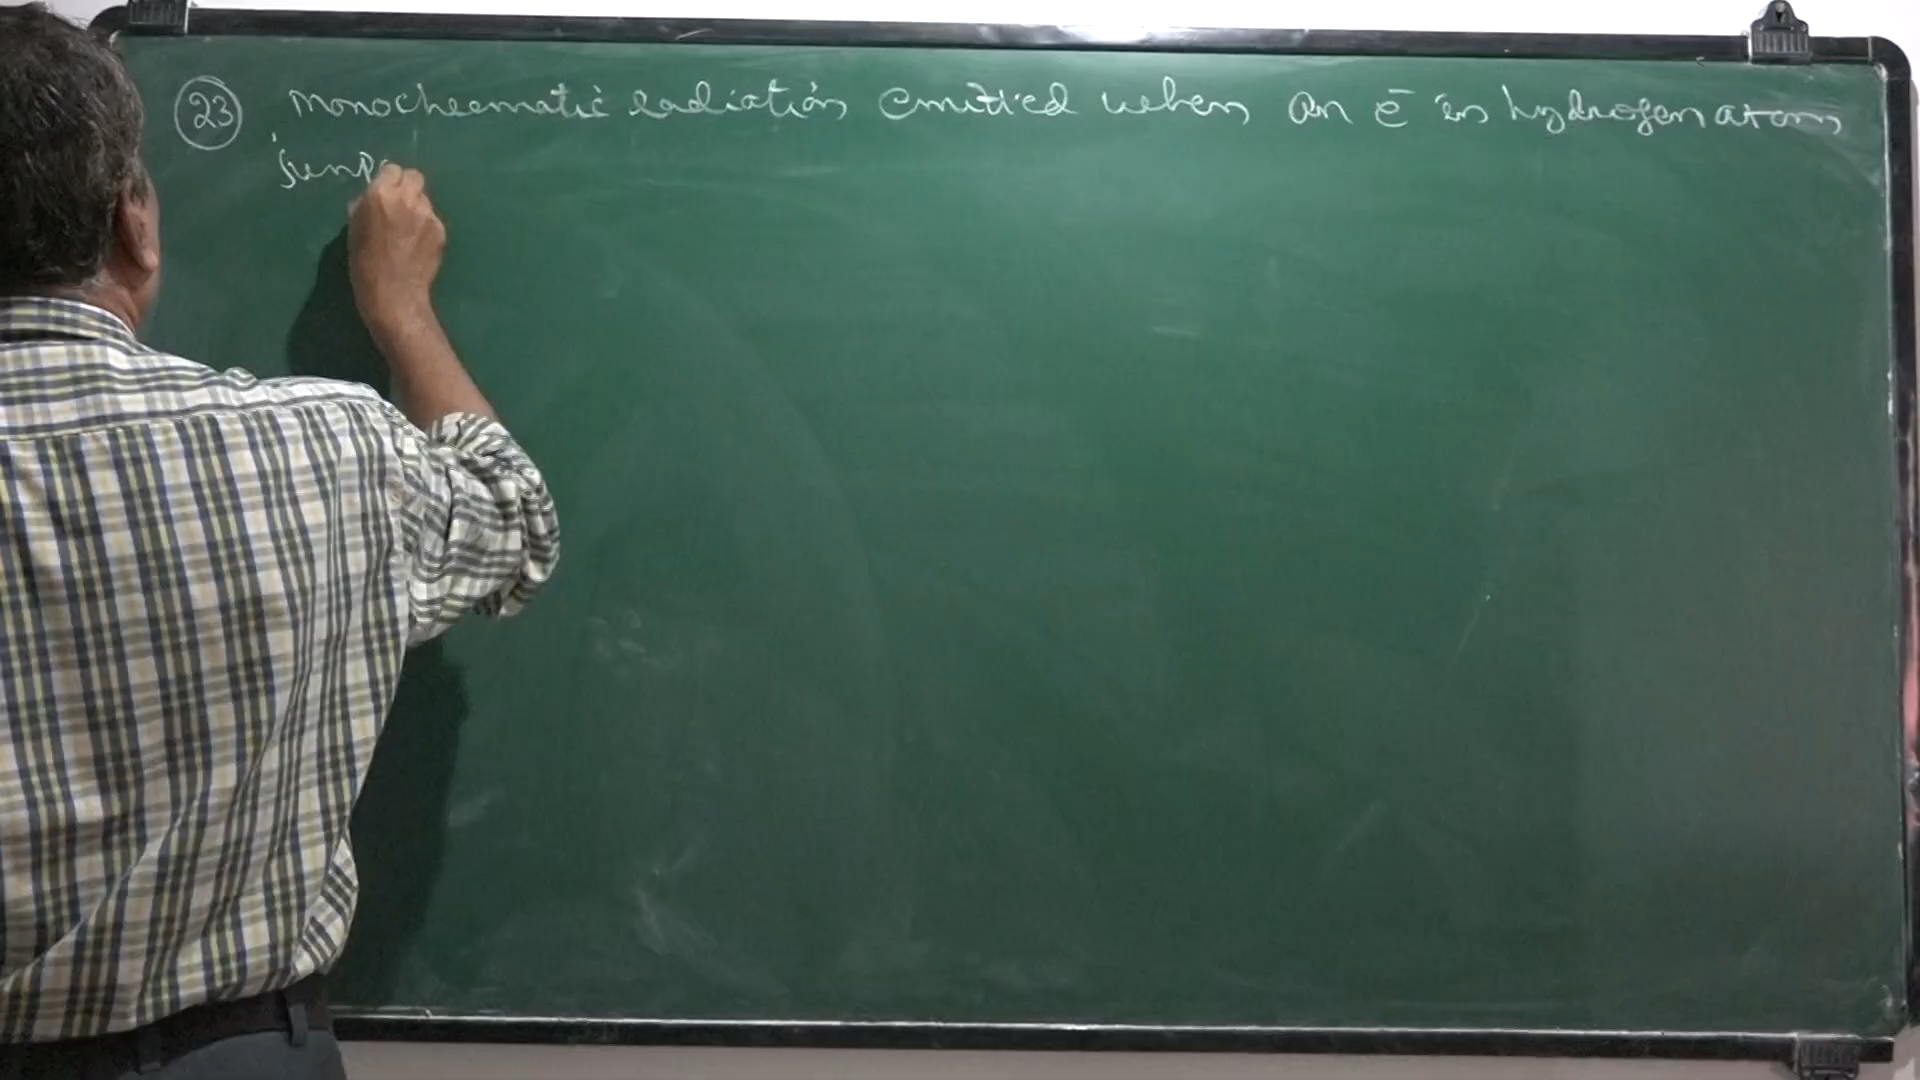 23 Monochromatic radiation emitted when an e⁻ in hydrogen atom
jump